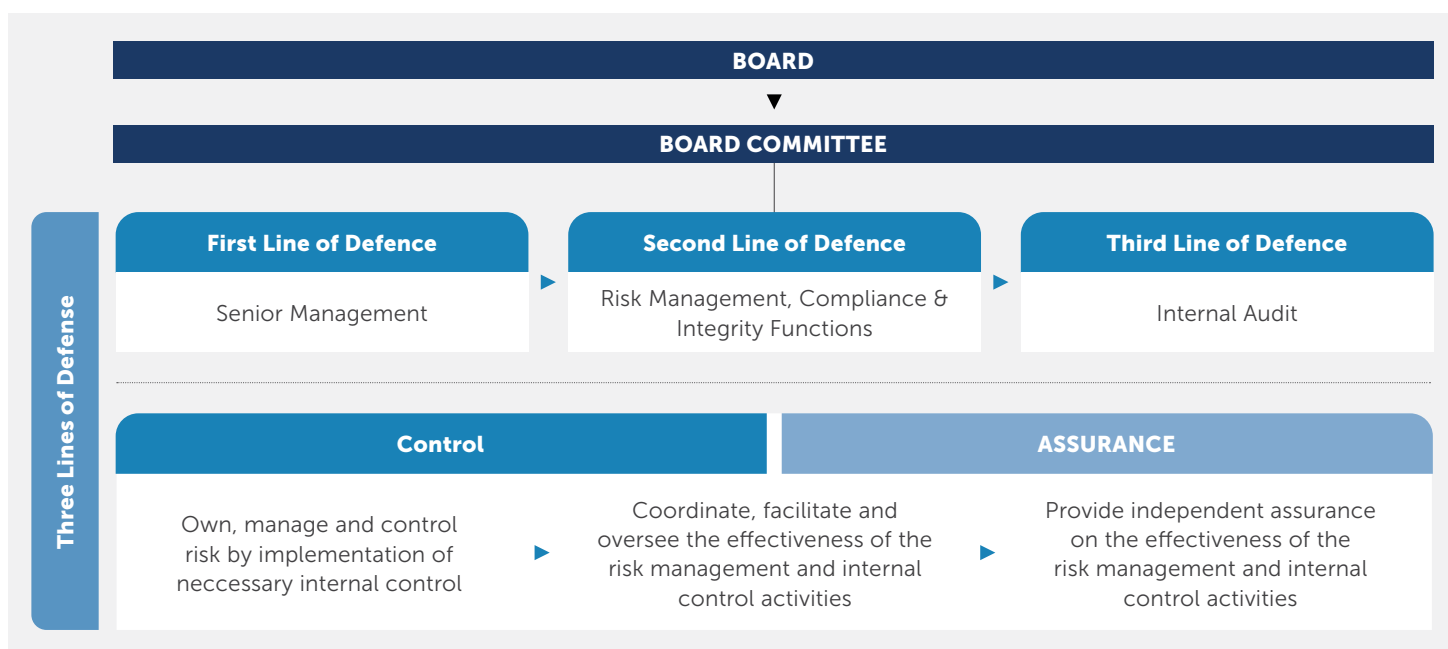 BOARD
BOARD COMMITTEE
Three Lines of Defense
First Line of Defence
Senior Management
Second Line of Defence
Risk Management, Compliance &
Integrity Functions
Third Line of Defence
Internal Audit
Control
ASSURANCE
Own, manage and control
risk by implementation of
neccessary internal control
Coordinate, facilitate and
oversee the effectiveness of the
risk management and internal
control activities
Provide independent assurance
on the effectiveness of the
risk management and internal
control activities